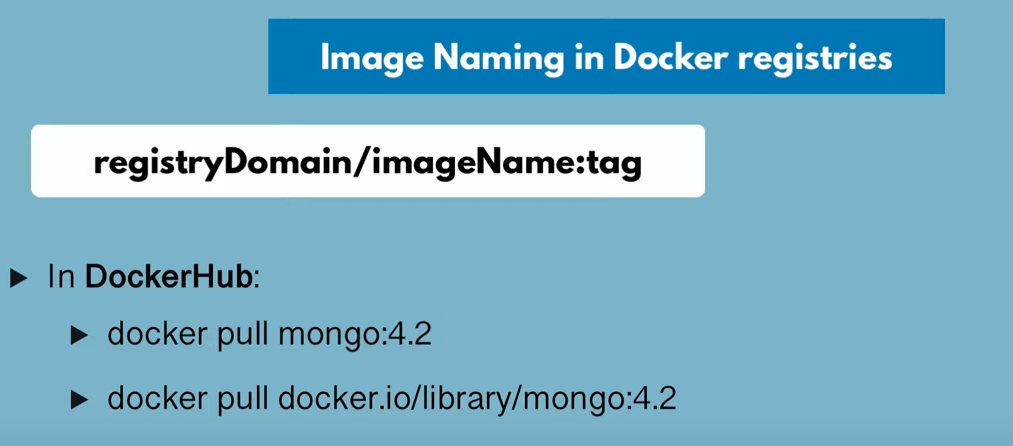 Image Naming in Docker registries
registryDomain/imageName:tag
In DockerHub:
docker pull mongo:4.2
docker pull docker.io/library/mongo:4.2